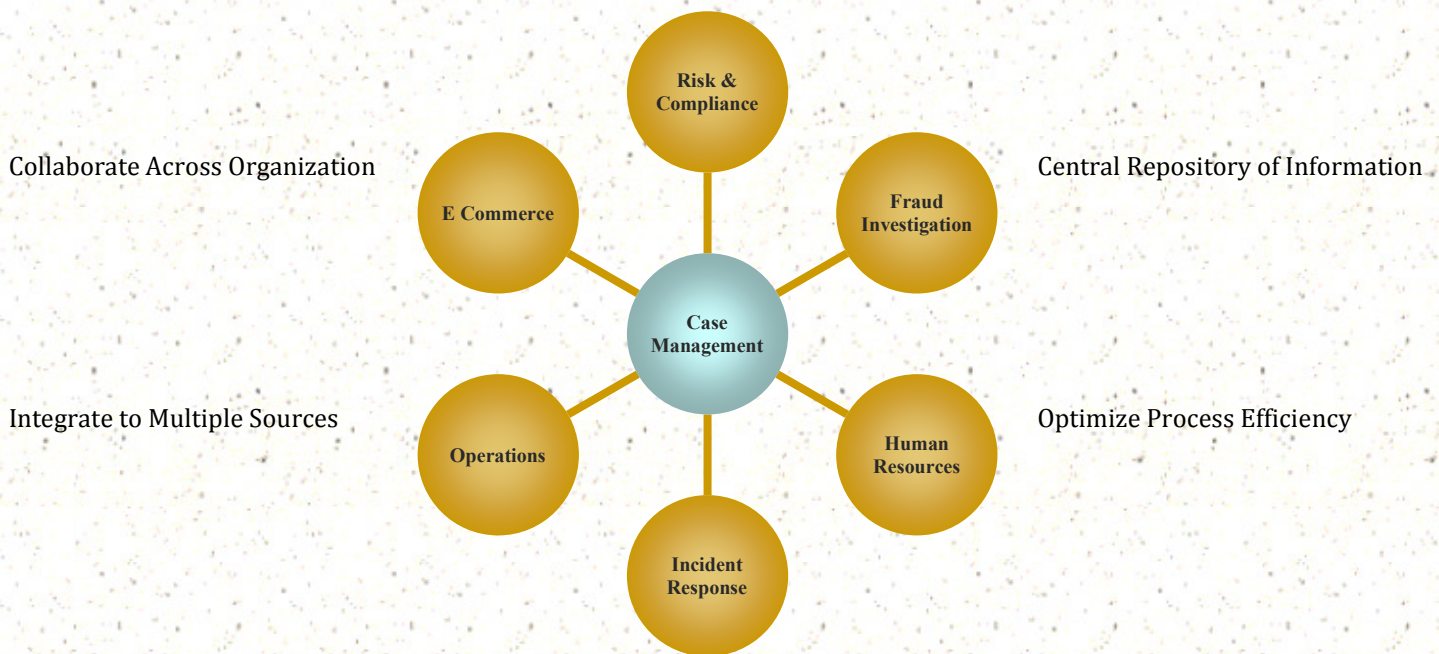 Risk &
Compliance
Collaborate Across Organization
Central Repository of Information
E Commerce
Fraud
Investigation
Case
Management
Integrate to Multiple Sources
Optimize Process Efficiency
Operations
Human
Resources
Incident
Response